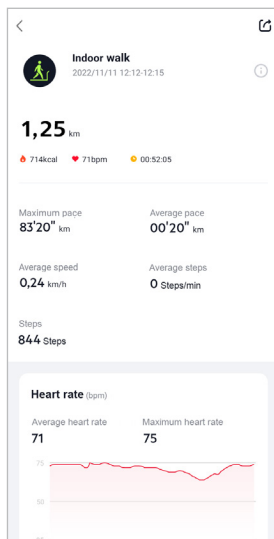 Indoor walk
2022/11/11 12:12-12:15
1,25 km
714kcal 71bpm 00:52:05
Maximum pace Average pace
83'20" km 00'20" km
Average speed Average steps
0,24 km/h 0 Steps/min
Steps
844 Steps
Heart rate (bpm)
Average heart rate Maximum heart rate
71 75
75
50